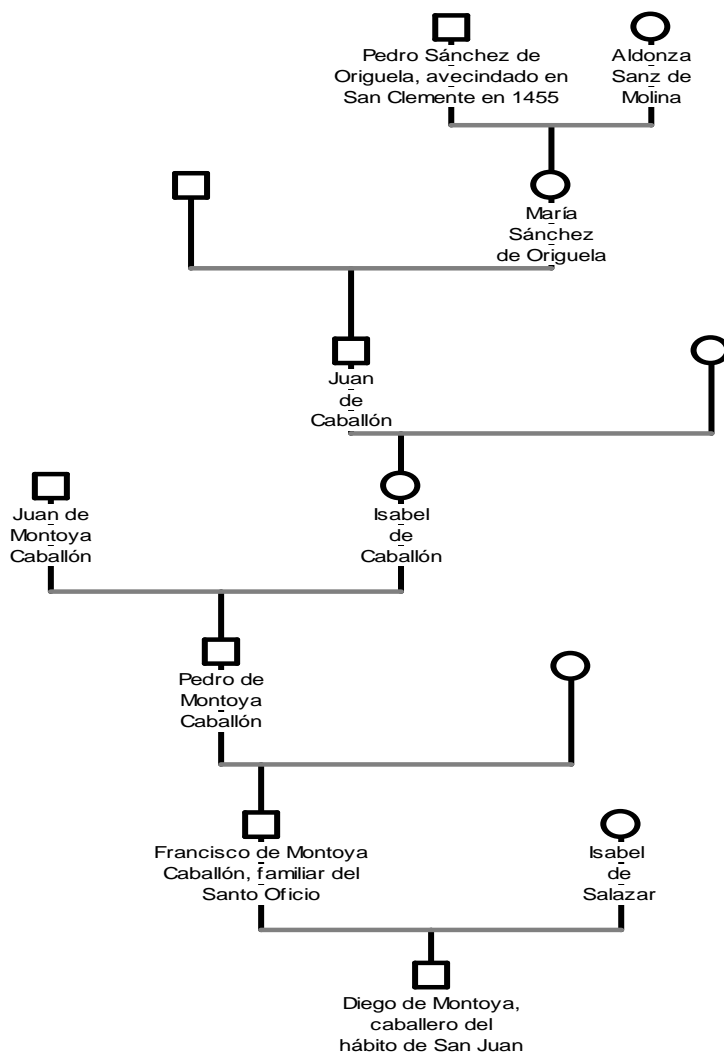 Pedro Sánchez de
Origuela, avecindado en
San Clemente en 1455
Aldonza
Sanz de
Molina
María
Sánchez
de Origuela
Juan
de
Caballón
Juan de
Montoya
Caballón
Isabel
de
Caballón
Pedro de
Montoya
Caballón
Francisco de Montoya
Caballón, familiar del
Santo Oficio
Isabel
de
Salazar
Diego de Montoya,
caballero del
hábito de San Juan